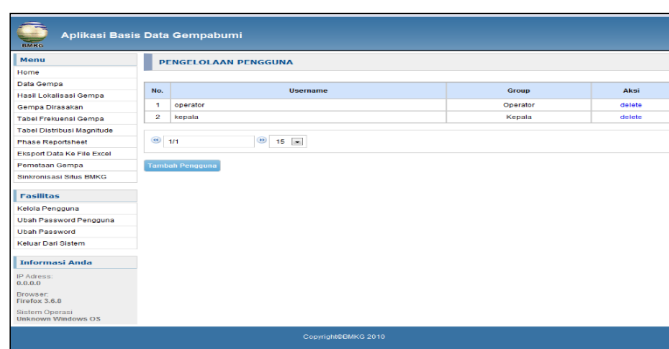 BMKG
Aplikasi Basis Data Gempabumi
Menu
Home
Data Gempa
Hasil Lokalisasi Gempa
Gempa Dirasakan
Tabel Frekuensi Gempa
Tabel Distribusi Magnitude
Phase Reportsheet
Eksport Data Ke File Excel
Pemetaan Gempa
Sinkronisasi Situs BMKG
Fasilitas
Kelola Pengguna
Ubah Password Pengguna
Ubah Password
Keluar Dari Sistem
Informasi Anda
IP Adress:
0.0.0.0
Browser:
Firefox 3.6.8
Sistem Operasi
Unknown Windows OS
PENGELOLAAN PENGGUNA
No. Username Group Aksi
1 operator Operator delete
2 kepala Kepala delete
1/1 15
Tambah Pengguna
Copyright©BMKG 2010